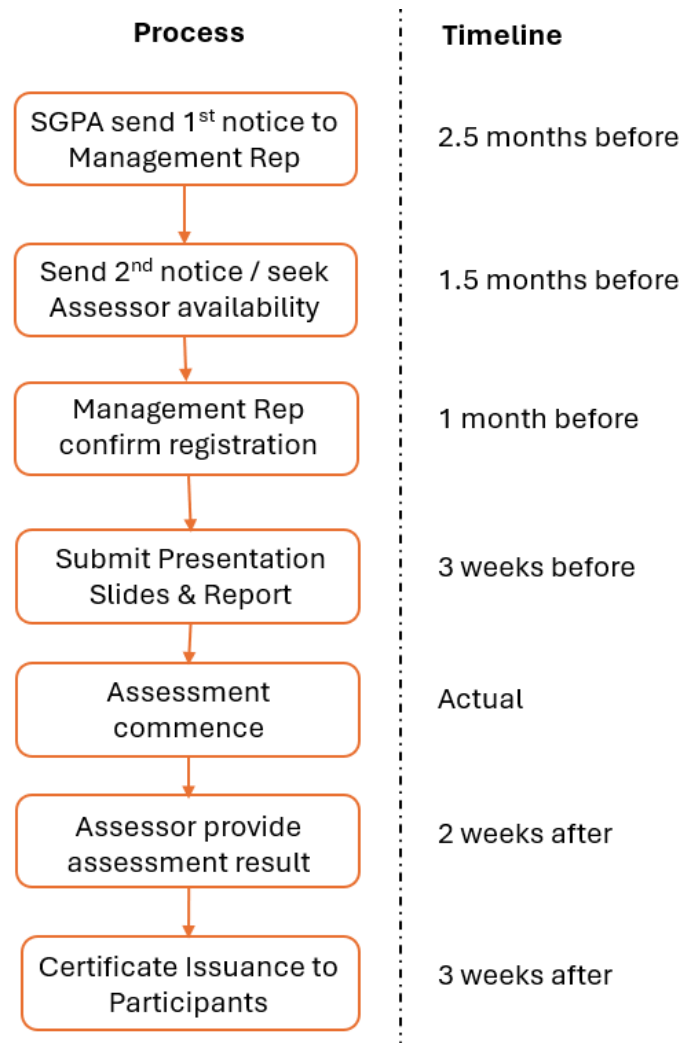 Process
Timeline
SGPA send 1st notice to
Management Rep
2.5 months before
Send 2nd notice / seek
Assessor availability
1.5 months before
Management Rep
confirm registration
1 month before
Submit Presentation
Slides & Report
3 weeks before
Assessment
commence
Actual
Assessor provide
assessment result
2 weeks after
Certificate Issuance to
Participants
3 weeks after